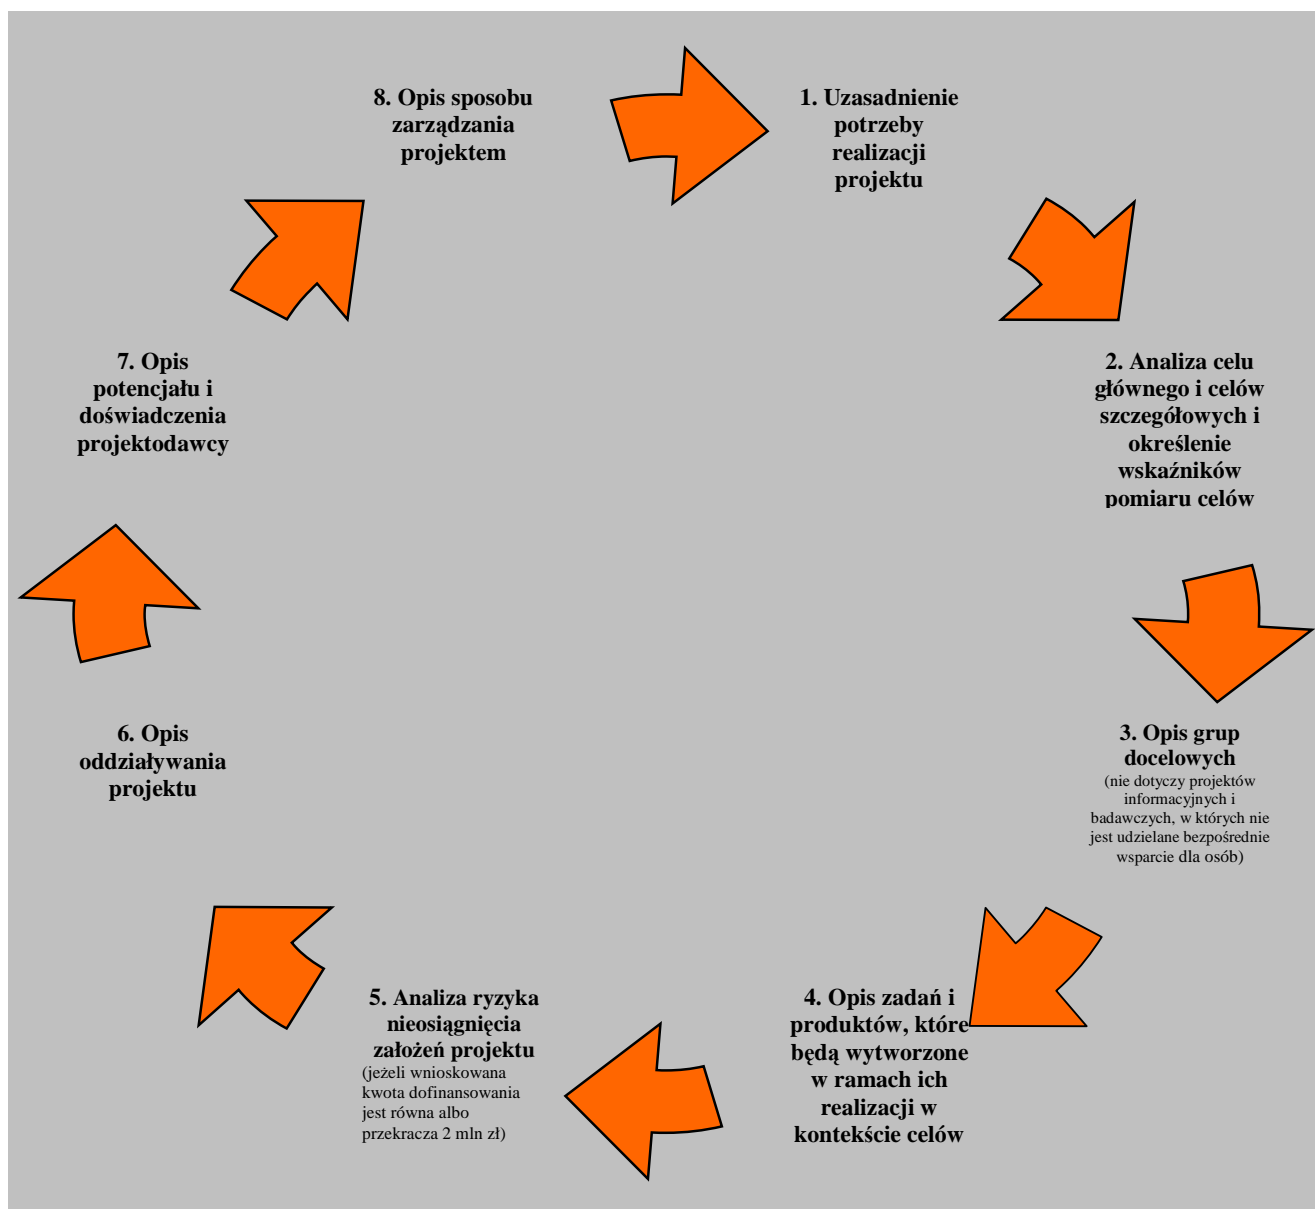 8. Opis sposobu
zarządzania
projektem
1. Uzasadnienie
potrzeby
realizacji
projektu
2. Analiza celu
głównego i celów
szczegółowych i
określenie
wskaźników
pomiaru celów
3. Opis grup
docelowych
(nie dotyczy projektów
informacyjnych i
badawczych, w których nie
jest udzielane bezpośrednie
wsparcie dla osób)
4. Opis zadań i
produktów, które
będą wytworzone
w ramach ich
realizacji w
kontekście celów
5. Analiza ryzyka
nieosiągnięcia
założeń projektu
(jeżeli wnioskowana
kwota dofinansowania
jest równa albo
przekracza 2 mln zł)
6. Opis
oddziaływania
projektu
7. Opis
potencjału i
doświadczenia
projektodawcy